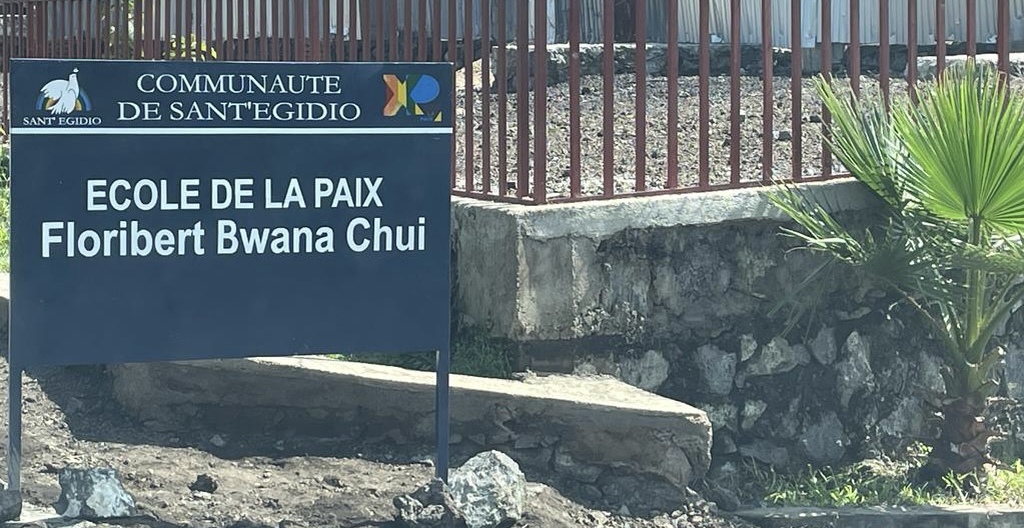 COMMUNAUTE
DE SANT'EGIDIO
SANT' EGIDIO
ECOLE DE LA PAIX
Floribert Bwana Chui